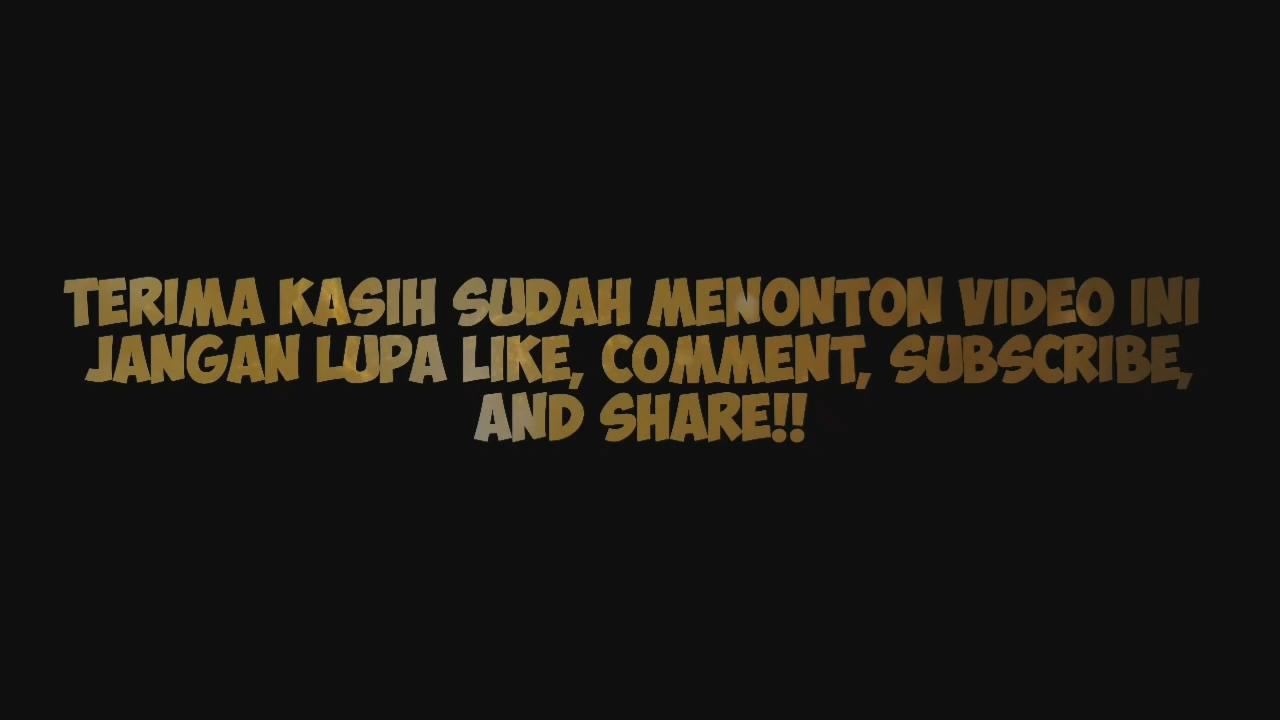 TERIMA KASIH SUDAH MENONTON VIDEO INI
JANGAN LUPA LIKE, COMMENT, SUBSCRIBE,
AND SHARE!!